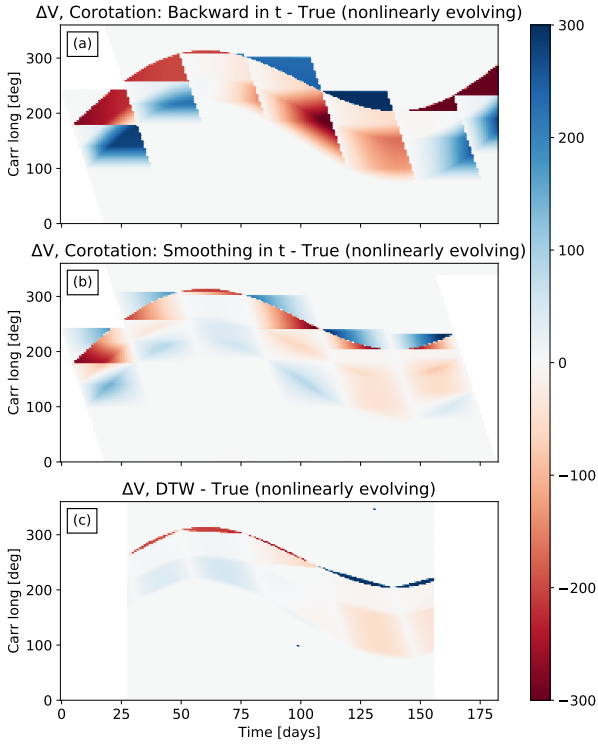 ΔV, Corotation: Backward in t - True (nonlinearly evolving)
(a)
300
200
100
0
Carr long [deg]
ΔV, Corotation: Smoothing in t - True (nonlinearly evolving)
(b)
300
200
100
0
Carr long [deg]
ΔV, DTW - True (nonlinearly evolving)
(c)
300
200
100
0
Carr long [deg]
0 25 50 75 100 125 150 175
Time [days]
300
200
100
0
−100
−200
−300